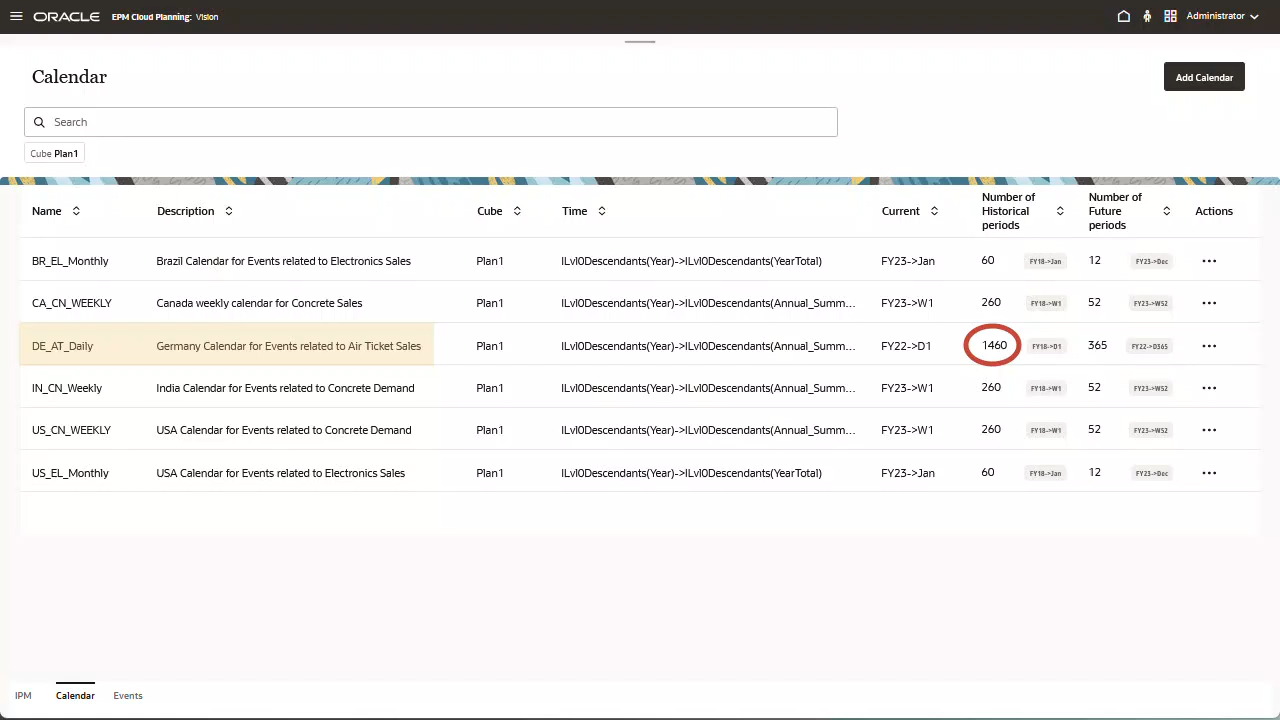 ORACLE EPM Cloud Planning: Vision Administrator
Calendar
Add Calendar
Search
Cube Plan1
Name Description Cube Time Current Number of Historical periods Number of Future periods Actions
BR_EL_Monthly Brazil Calendar for Events related to Electronics Sales Plan1 ILvl0Descendants(Year)->ILvl0Descendants(YearTotal) FY23->Jan 60 FY18->Jan 12 FY23->Dec
CA_CN_WEEKLY Canada weekly calendar for Concrete Sales Plan1 ILvl0Descendants(Year)->ILvl0Descendants(Annual_Summ... FY23->W1 260 FY18->W1 52 FY23->W52
DE_AT_Daily Germany Calendar for Events related to Air Ticket Sales Plan1 ILvl0Descendants(Year)->ILvl0Descendants(Annual_Summ... FY22->D1 1460 FY18->D1 365 FY22->D365
IN_CN_Weekly India Calendar for Events related to Concrete Demand Plan1 ILvl0Descendants(Year)->ILvl0Descendants(Annual_Summ... FY23->W1 260 FY18->W1 52 FY23->W52
US_CN_WEEKLY USA Calendar for Events related to Concrete Demand Plan1 ILvl0Descendants(Year)->ILvl0Descendants(Annual_Summ... FY23->W1 260 FY18->W1 52 FY23->W52
US_EL_Monthly USA Calendar for Events related to Electronics Sales Plan1 ILvl0Descendants(Year)->ILvl0Descendants(YearTotal) FY23->Jan 60 FY18->Jan 12 FY23->Dec
IPM Calendar Events